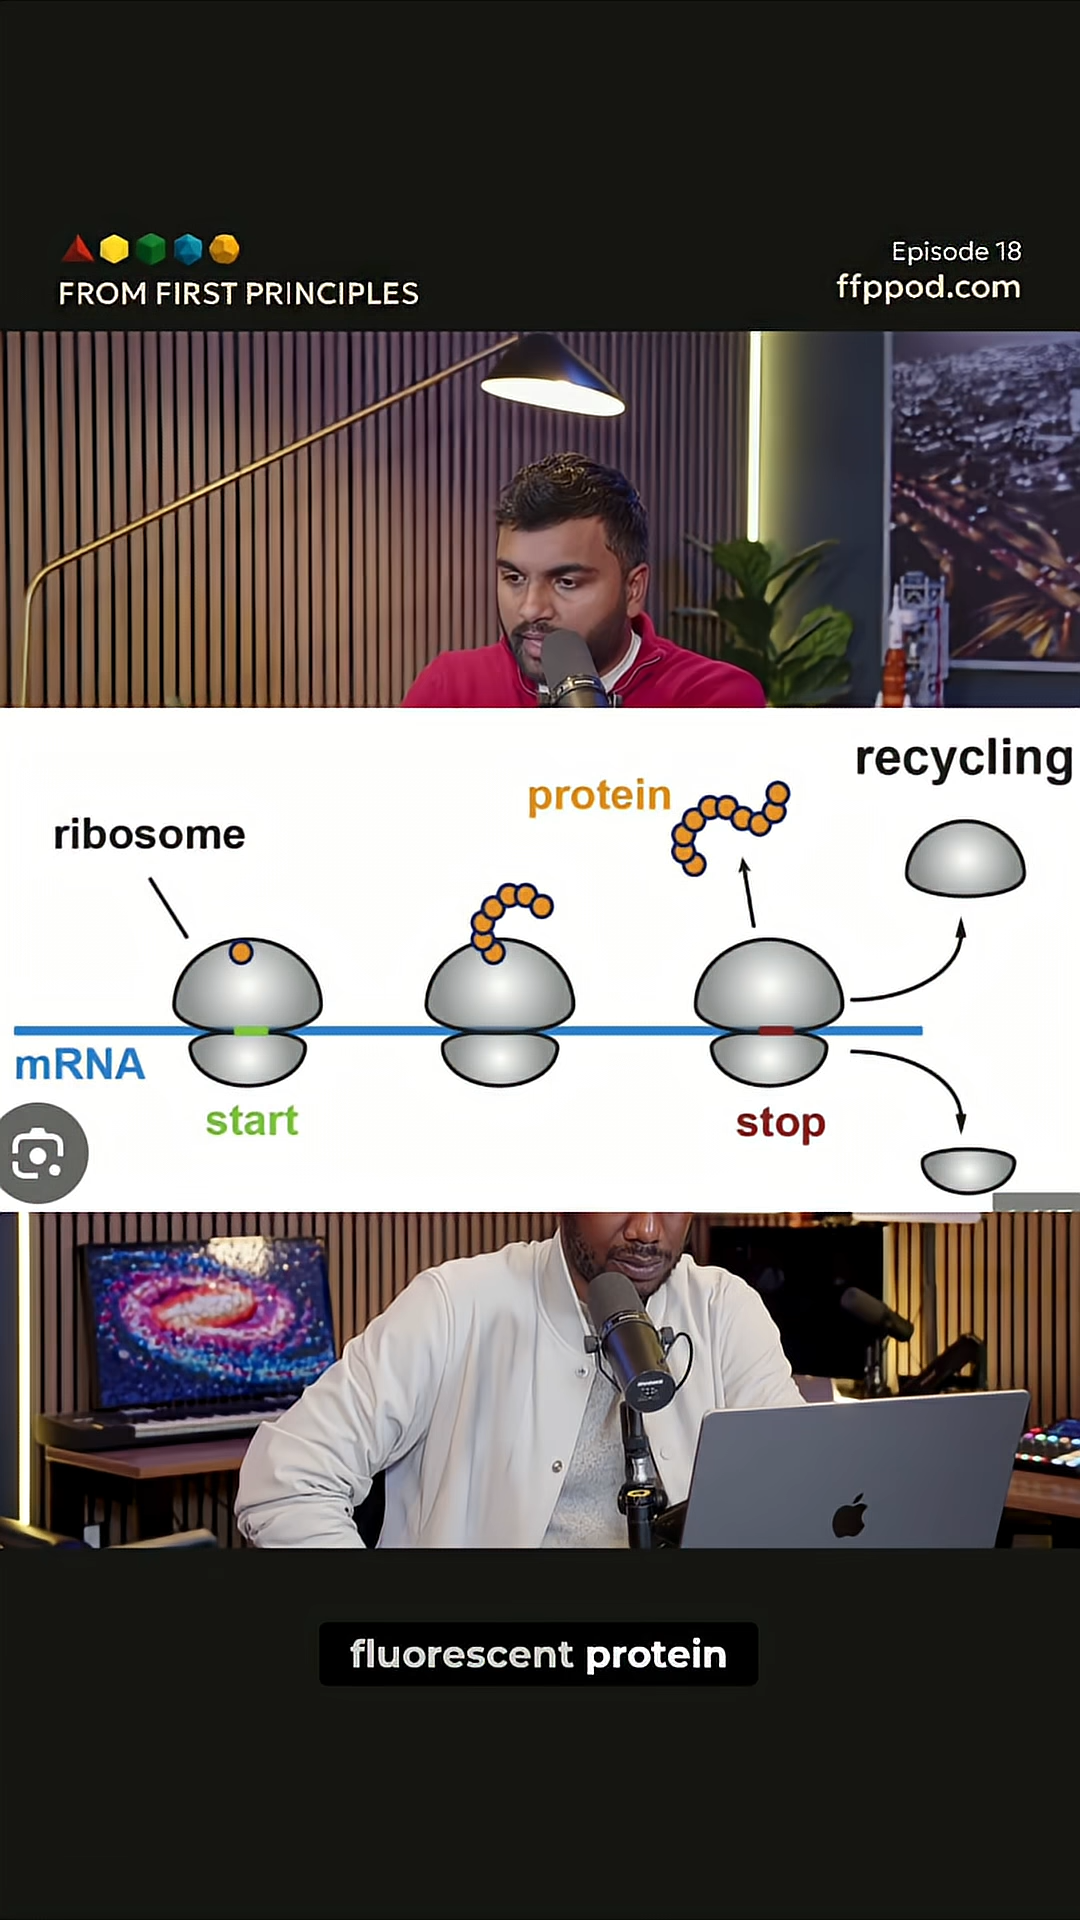 Episode 18
FROM FIRST PRINCIPLES
ffppod.com
recycling
protein
ribosome
mRNA
start
stop
fluorescent protein